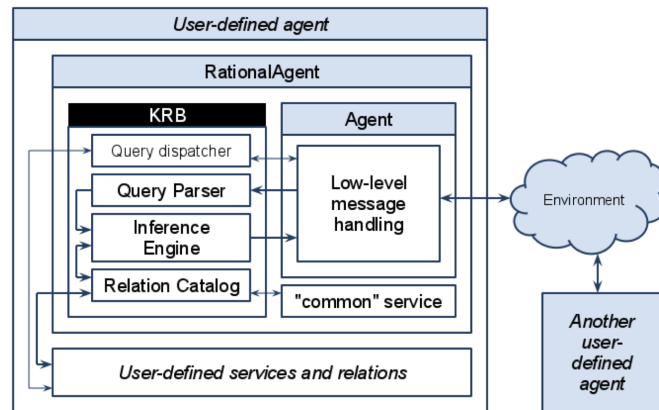 User-defined agent
RationalAgent
KRB
Query dispatcher
Query Parser
Inference
Engine
Relation Catalog
Agent
Low-level
message
handling
"common" service
User-defined services and relations
Environment
Another
user-
defined
agent